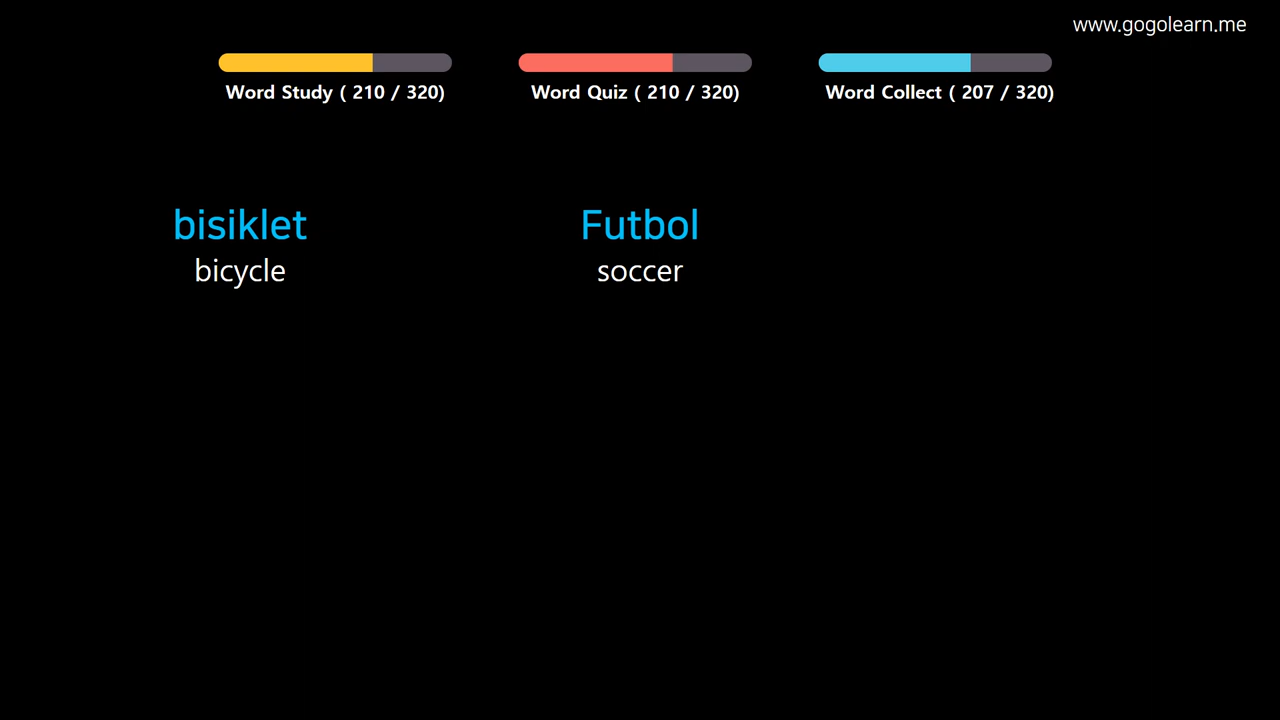 www.gogolearn.me
Word Study ( 210 / 320)
Word Quiz ( 210 / 320)
Word Collect ( 207 / 320)
bisiklet
bicycle
Futbol
soccer